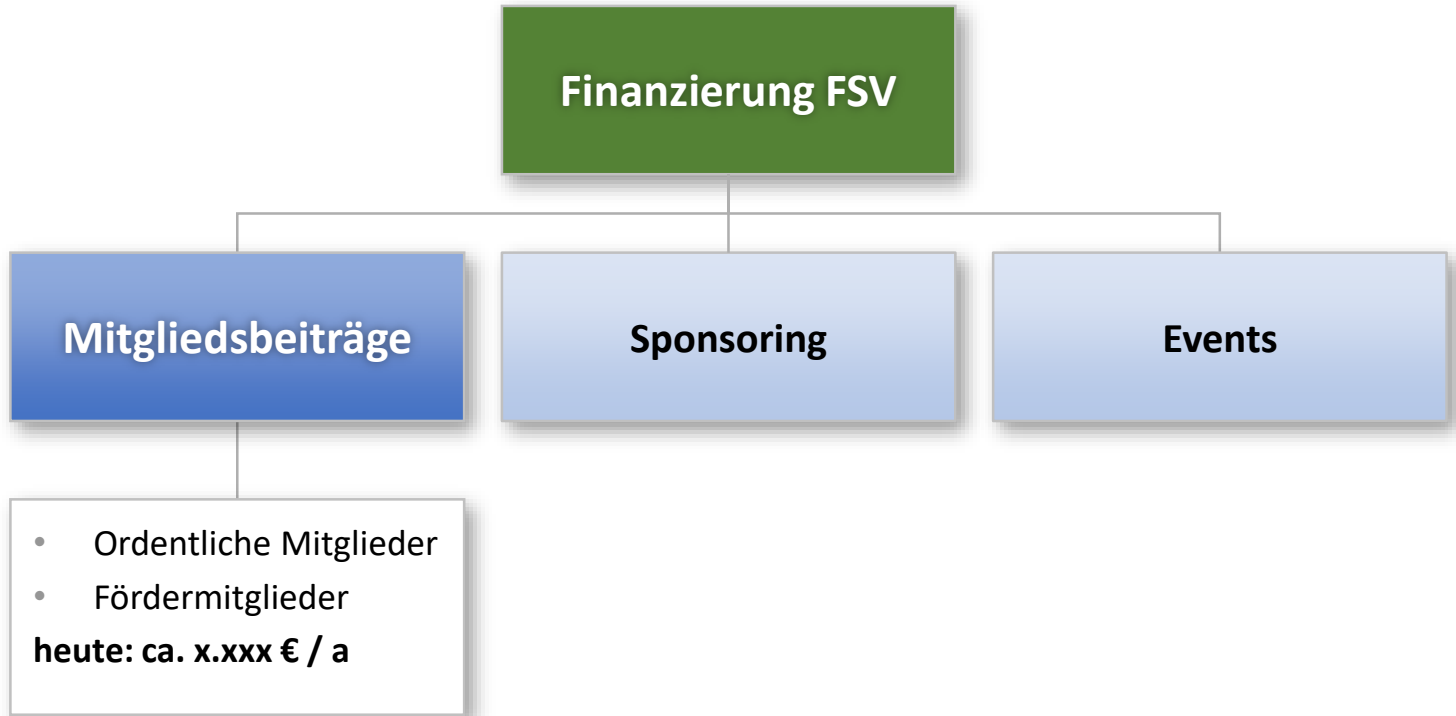 Finanzierung FSV
Mitgliedsbeiträge
Sponsoring
Events
• Ordentliche Mitglieder
• Fördermitglieder
heute: ca. x.xxx € / a